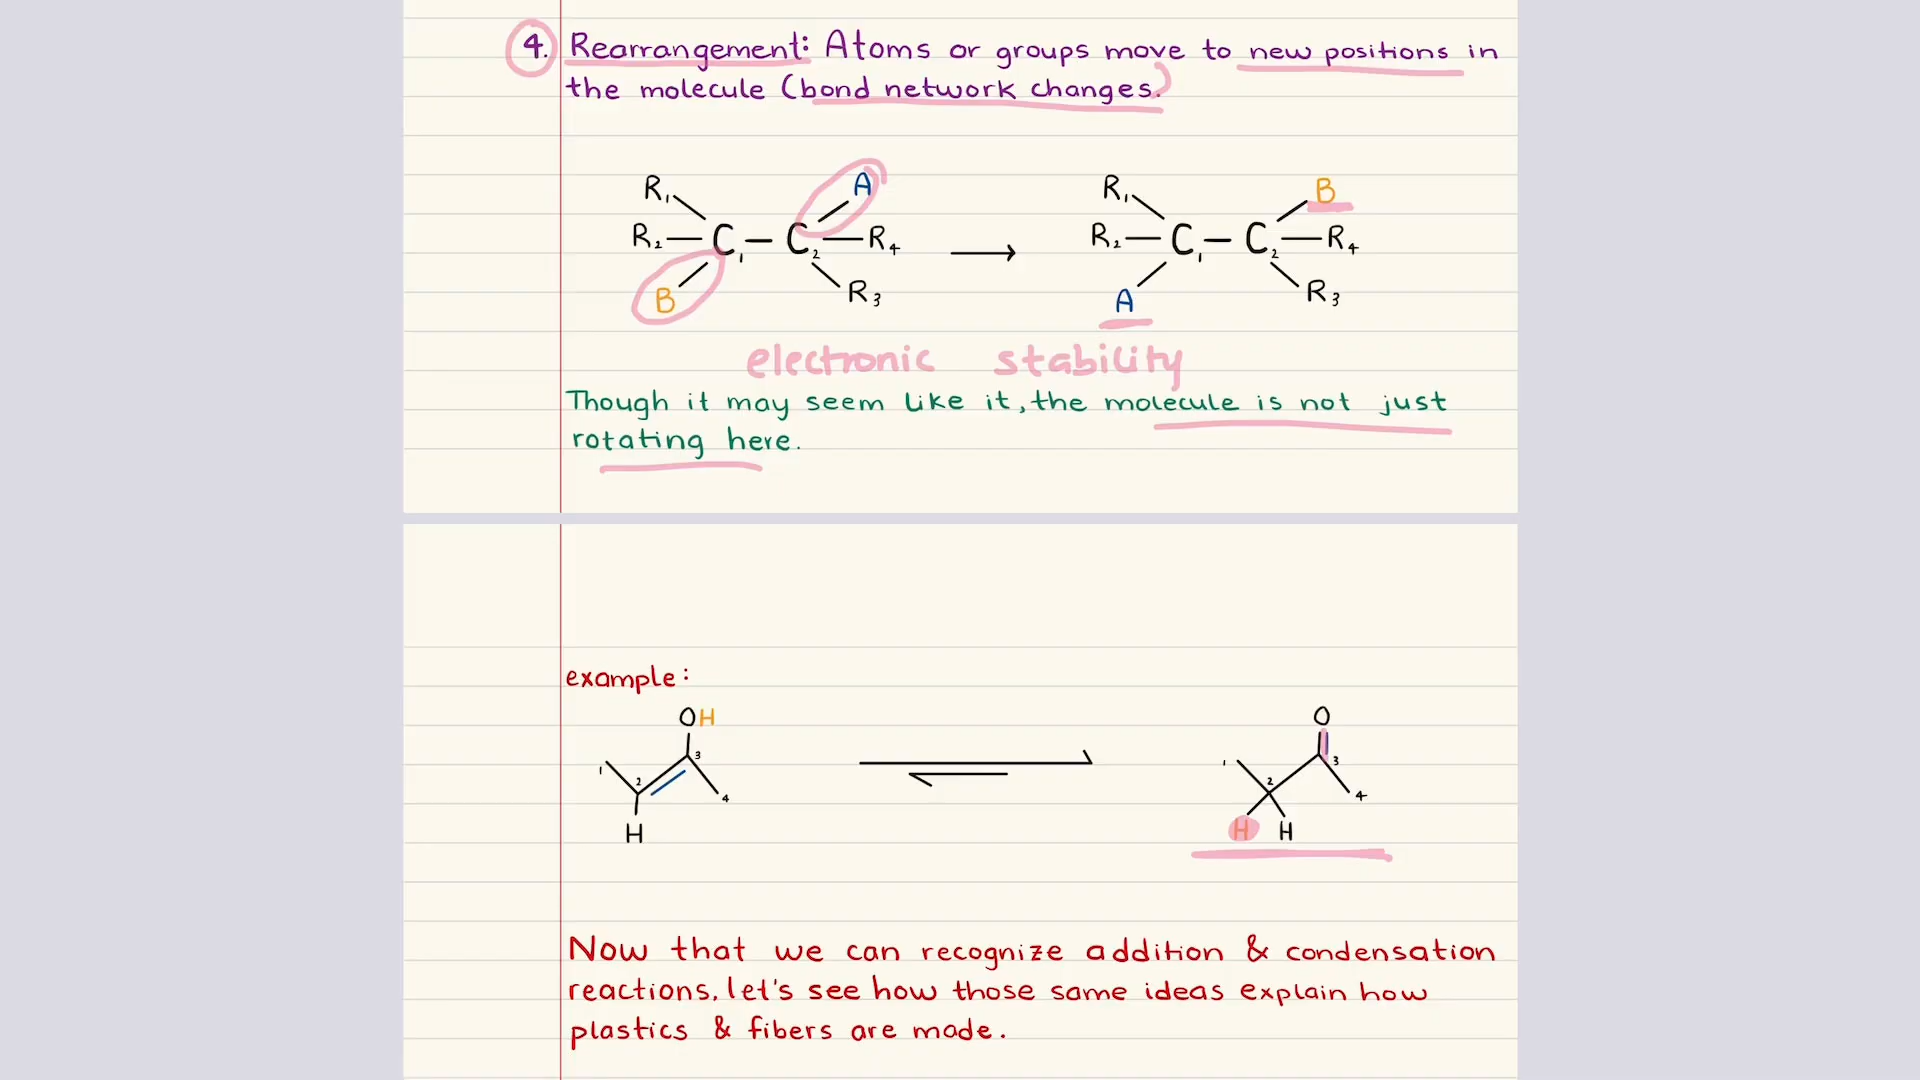 4. Rearrangement: Atoms or groups move to new positions in
the molecule (bond network changes.)
R₁ A R₁ B
R₂ C₁ C₂ R₄ R₂ C₁ C₂ R₄
B R₃ A R₃
electronic stability
Though it may seem like it, the molecule is not just
rotating here.
example:
OH O
1 2 3 4 1 2 3 4
H H H
Now that we can recognize addition & condensation
reactions, let's see how those same ideas explain how
plastics & fibers are made.